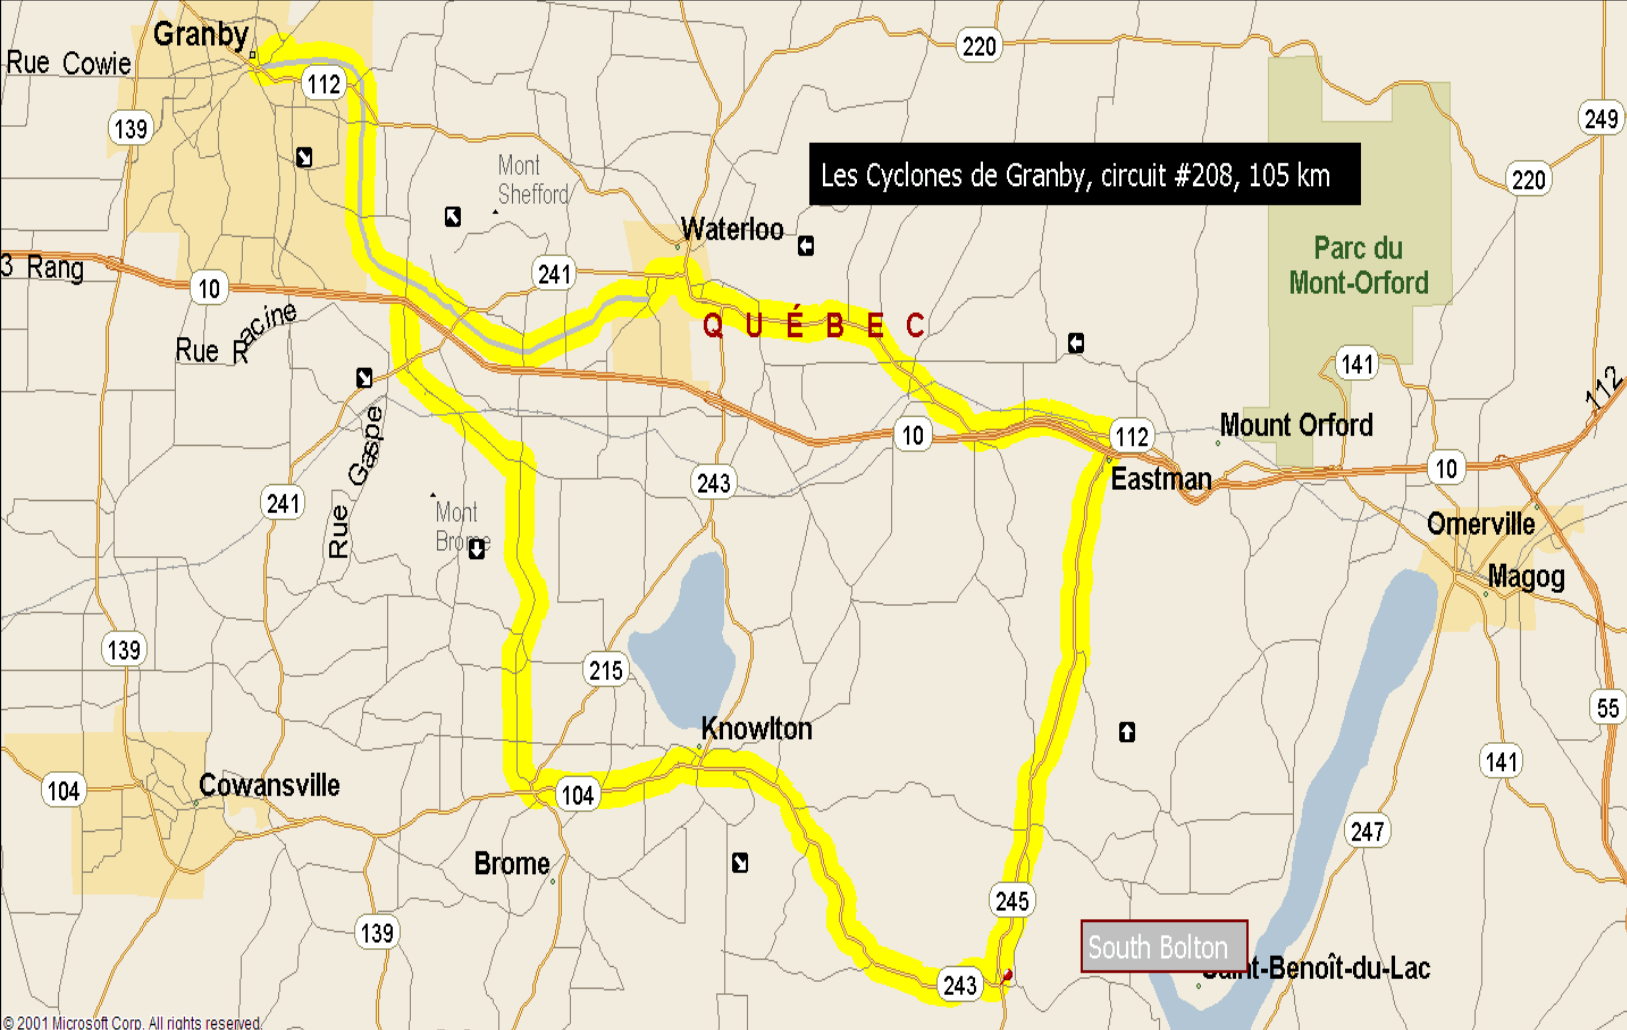 Granby
Rue Cowie
112
220
139
249
Mont
Shefford
Les Cyclones de Granby, circuit #208, 105 km
220
Waterloo
Parc du
Mont-Orford
3 Rang
10
241
Rue Racine
QUÉBEC
141
112
Rue Gaspe
10
112
Mount Orford
Eastman
10
241
243
Mont
Brome
Omerville
Magog
139
215
55
Knowlton
104
Cowansville
104
141
247
Brome
245
139
South Bolton
243
Saint-Benoît-du-Lac
© 2001 Microsoft Corp. All rights reserved.